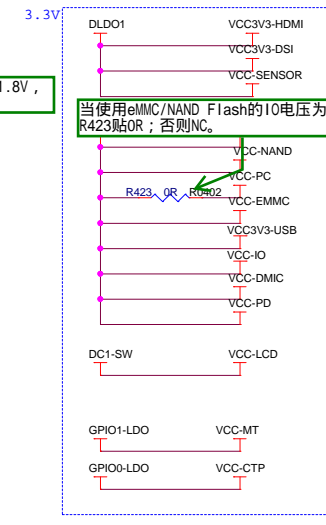 3.3V
DLDO1 VCC3V3-HDMI
VCC3V3-DSI
VCC-SENSOR
1.8V，
当使用eMMC/NAND Flash的IO电压为
R423贴0R；否则NC。
VCC-NAND
VCC-PC
R423 0R R0402
VCC-EMMC
VCC3V3-USB
VCC-IO
VCC-DMIC
VCC-PD
DC1-SW VCC-LCD
GPIO1-LDO VCC-MT
GPIO0-LDO VCC-CTP